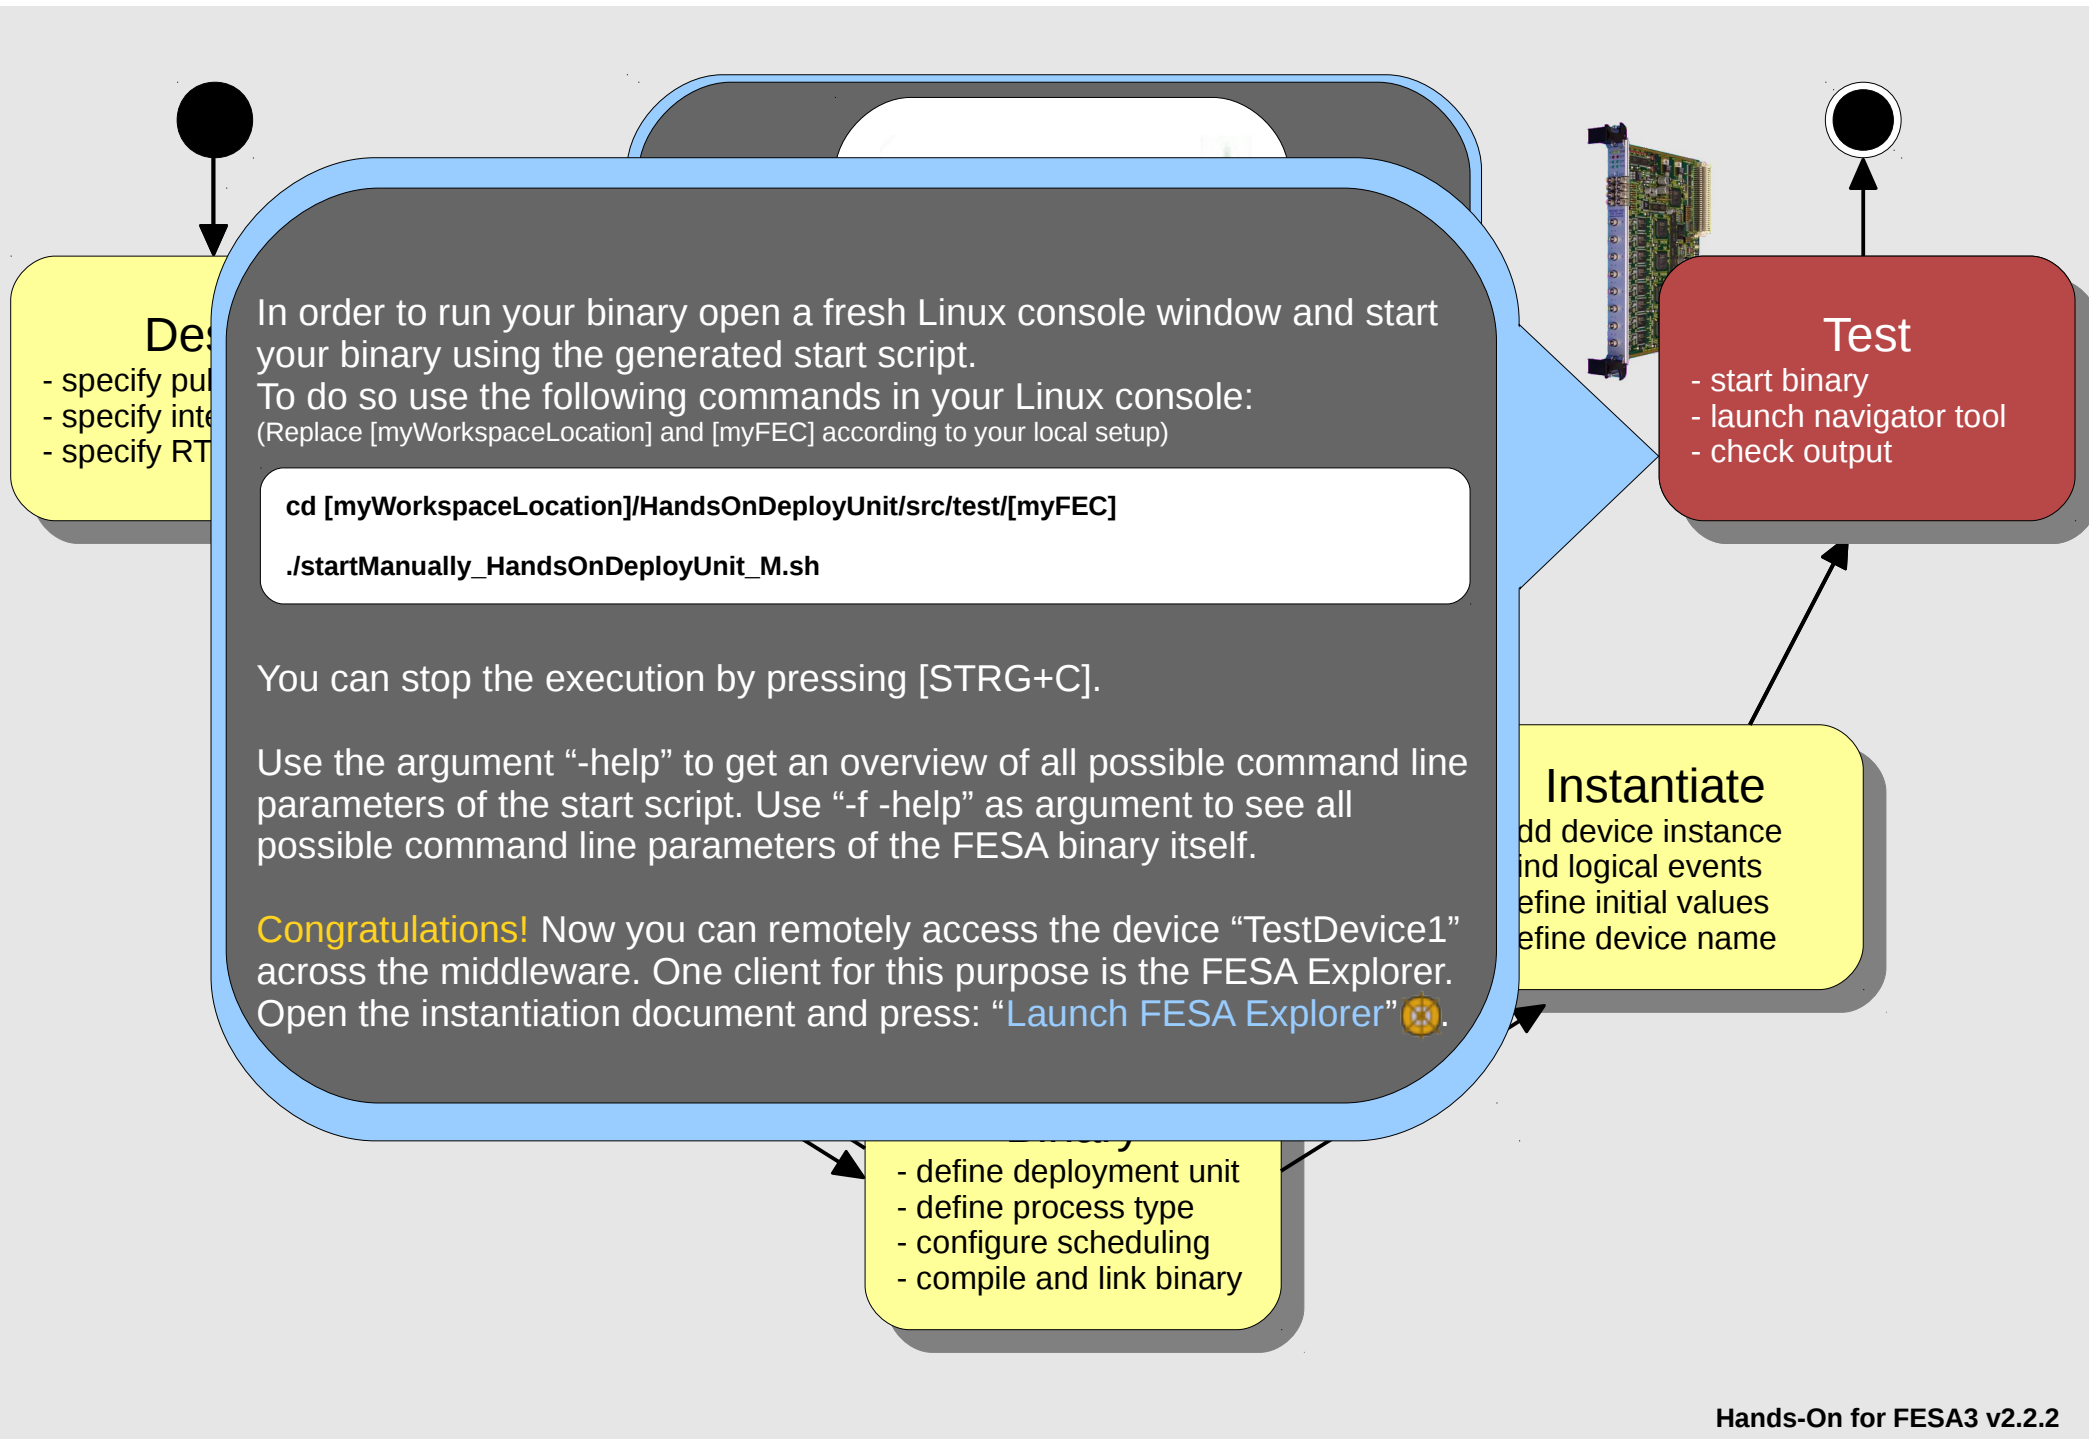 In order to run your binary open a fresh Linux console window and start
your binary using the generated start script.
To do so use the following commands in your Linux console:
(Replace [myWorkspaceLocation] and [myFEC] according to your local setup)
cd [myWorkspaceLocation]/HandsOnDeployUnit/src/test/[myFEC]
./startManually_HandsOnDeployUnit_M.sh
You can stop the execution by pressing [STRG+C].
Use the argument “-help” to get an overview of all possible command line
parameters of the start script. Use “-f -help” as argument to see all
possible command line parameters of the FESA binary itself.
Congratulations! Now you can remotely access the device “TestDevice1”
across the middleware. One client for this purpose is the FESA Explorer.
Open the instantiation document and press: “Launch FESA Explorer” .
- specify
- specify
- specify RT
Test
- start binary
- launch navigator tool
- check output
Instantiate
device instance
logical events
initial values
device name
- define deployment unit
- define process type
- configure scheduling
- compile and link binary
Hands-On for FESA3 v2.2.2